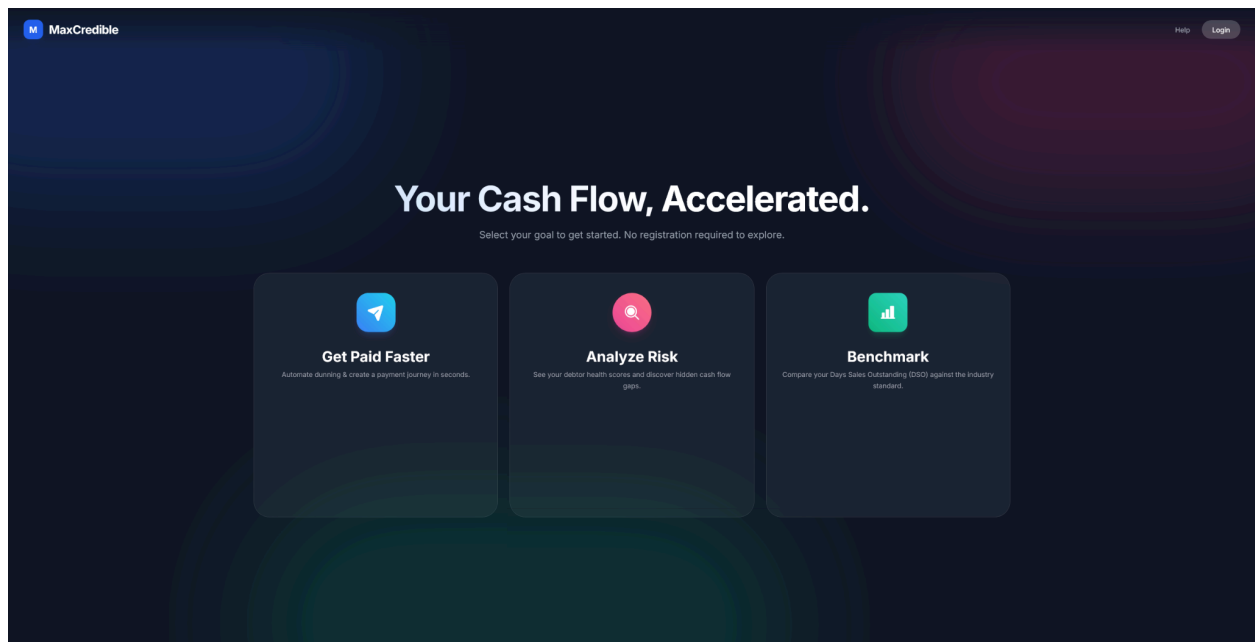 M MaxCredible
Help Login
Your Cash Flow, Accelerated.
Select your goal to get started. No registration required to explore.
Get Paid Faster
Automate dunning & create a payment journey in seconds.
Analyze Risk
See your debtor health scores and discover hidden cash flow
gaps.
Benchmark
Compare your Days Sales Outstanding (DSO) against the industry
standard.